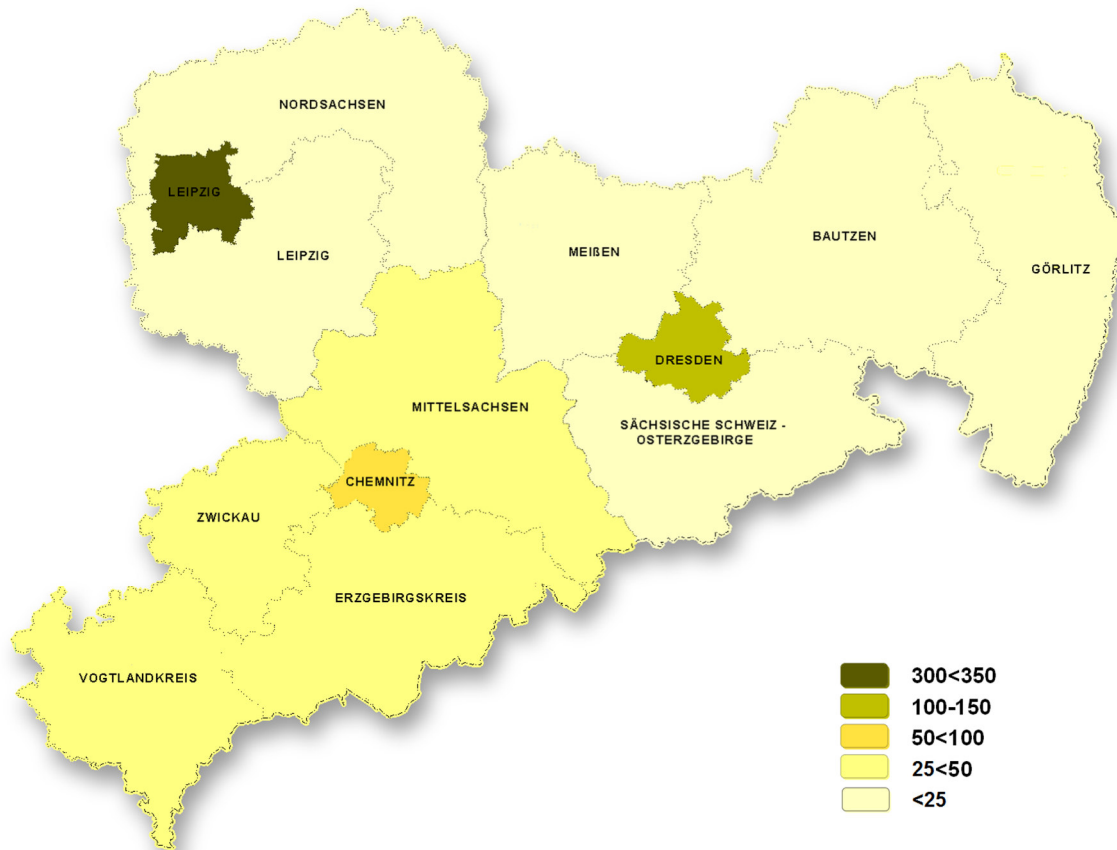 NORDSACHSEN
LEIPZIG
LEIPZIG
MEIßEN
BAUTZEN
GÖRLITZ
DRESDEN
MITTELSACHSEN
SÄCHSISCHE SCHWEIZ -
OSTERZGEBIRGE
CHEMNITZ
ZWICKAU
ERZGEBIRGSKREIS
VOGTLANDKREIS
300<350
100-150
50<100
25<50
<25